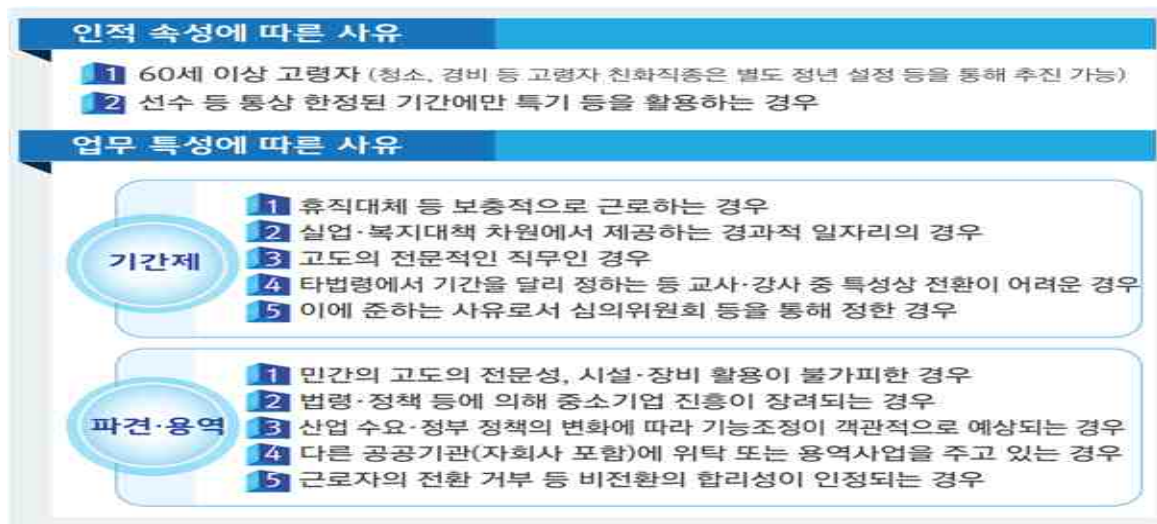 인적 속성에 따른 사유
1 60세 이상 고령자 (청소, 경비 등 고령자 친화직종은 별도 정년 설정 등을 통해 추진 가능)
2 선수 등 통상 한정된 기간에만 특기 등을 활용하는 경우
업무 특성에 따른 사유
기간제
1 휴직대체 등 보충적으로 근로하는 경우
2 실업·복지대책 차원에서 제공하는 경과적 일자리의 경우
3 고도의 전문적인 직무인 경우
4 타법령에서 기간을 달리 정하는 등 교사·강사 중 특성상 전환이 어려운 경우
5 이에 준하는 사유로서 심의위원회 등을 통해 정한 경우
파견·용역
1 민간의 고도의 전문성, 시설·장비 활용이 불가피한 경우
2 법령·정책 등에 의해 중소기업 진흥이 장려되는 경우
3 산업 수요·정부 정책의 변화에 따라 기능조정이 객관적으로 예상되는 경우
4 다른 공공기관(자회사 포함)에 위탁 또는 용역사업을 주고 있는 경우
5 근로자의 전환 거부 등 비전환의 합리성이 인정되는 경우